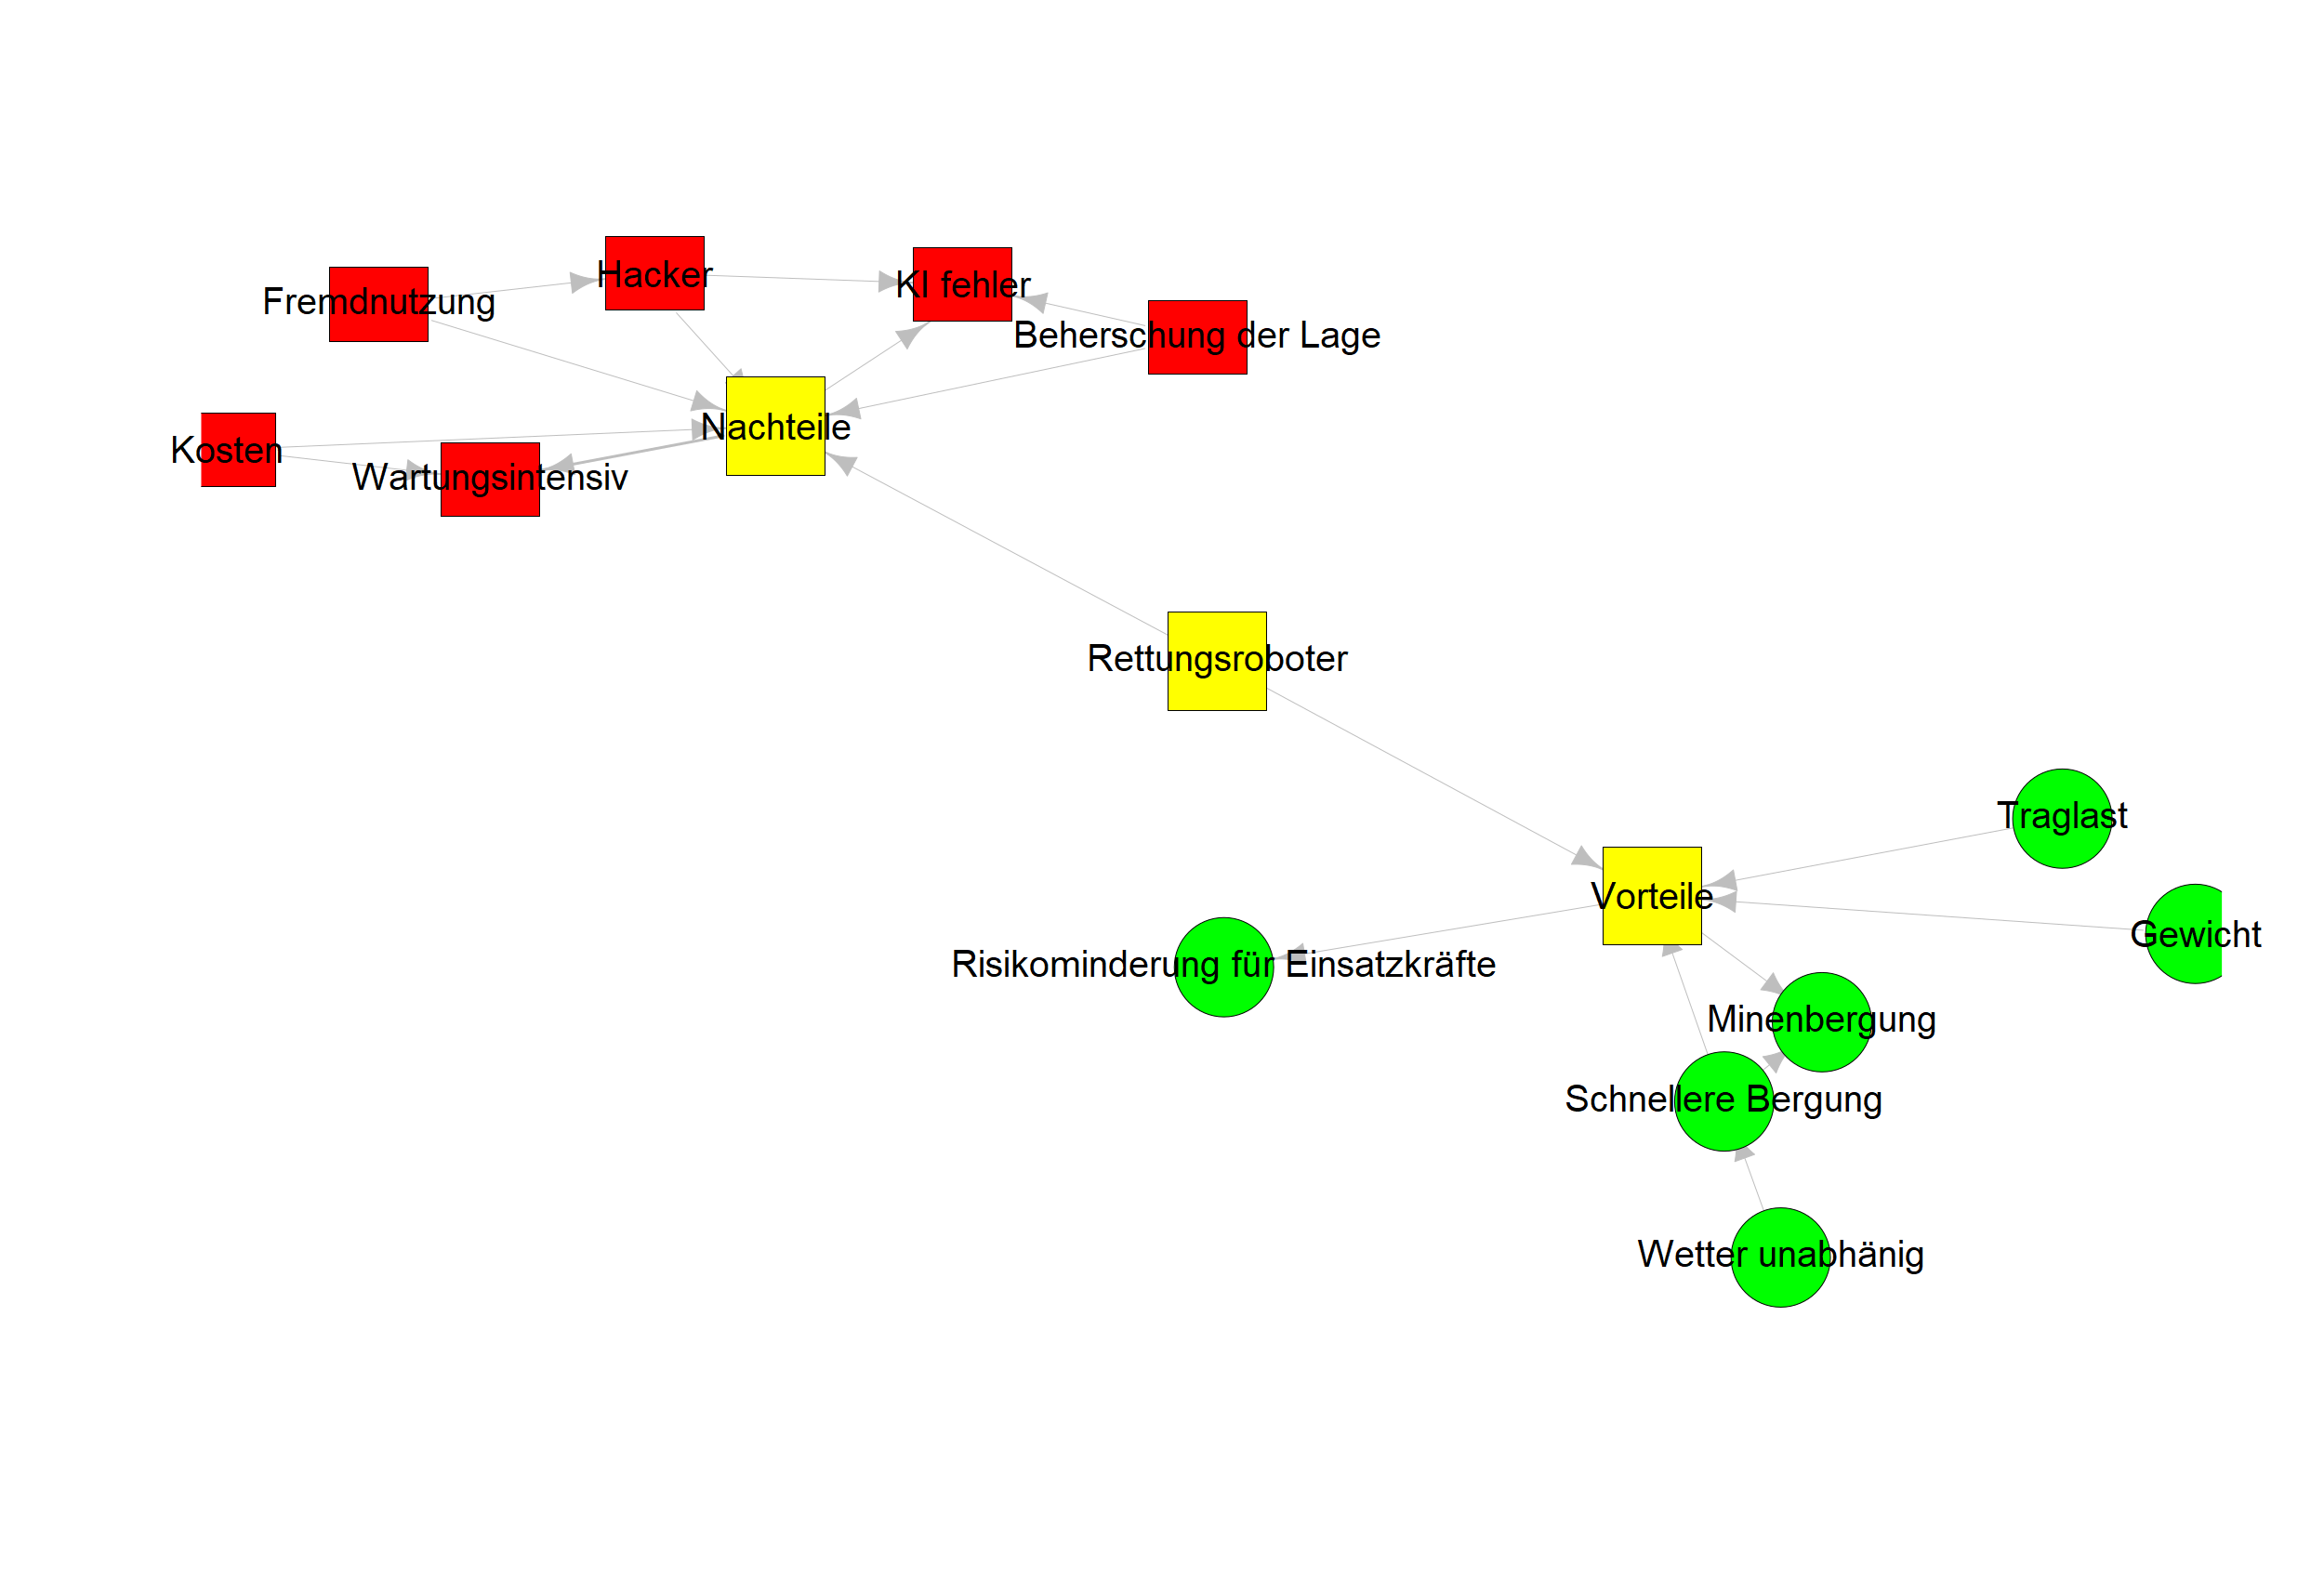 Hacker
KI fehler
Fremdnutzung
Beherschung der Lage
Nachteile
Kosten
Wartungsintensiv
Rettungsroboter
Traglast
Vorteile
Gewicht
Risikominderung für Einsatzkräfte
Minenbergung
Schnellere Bergung
Wetter unabhänig